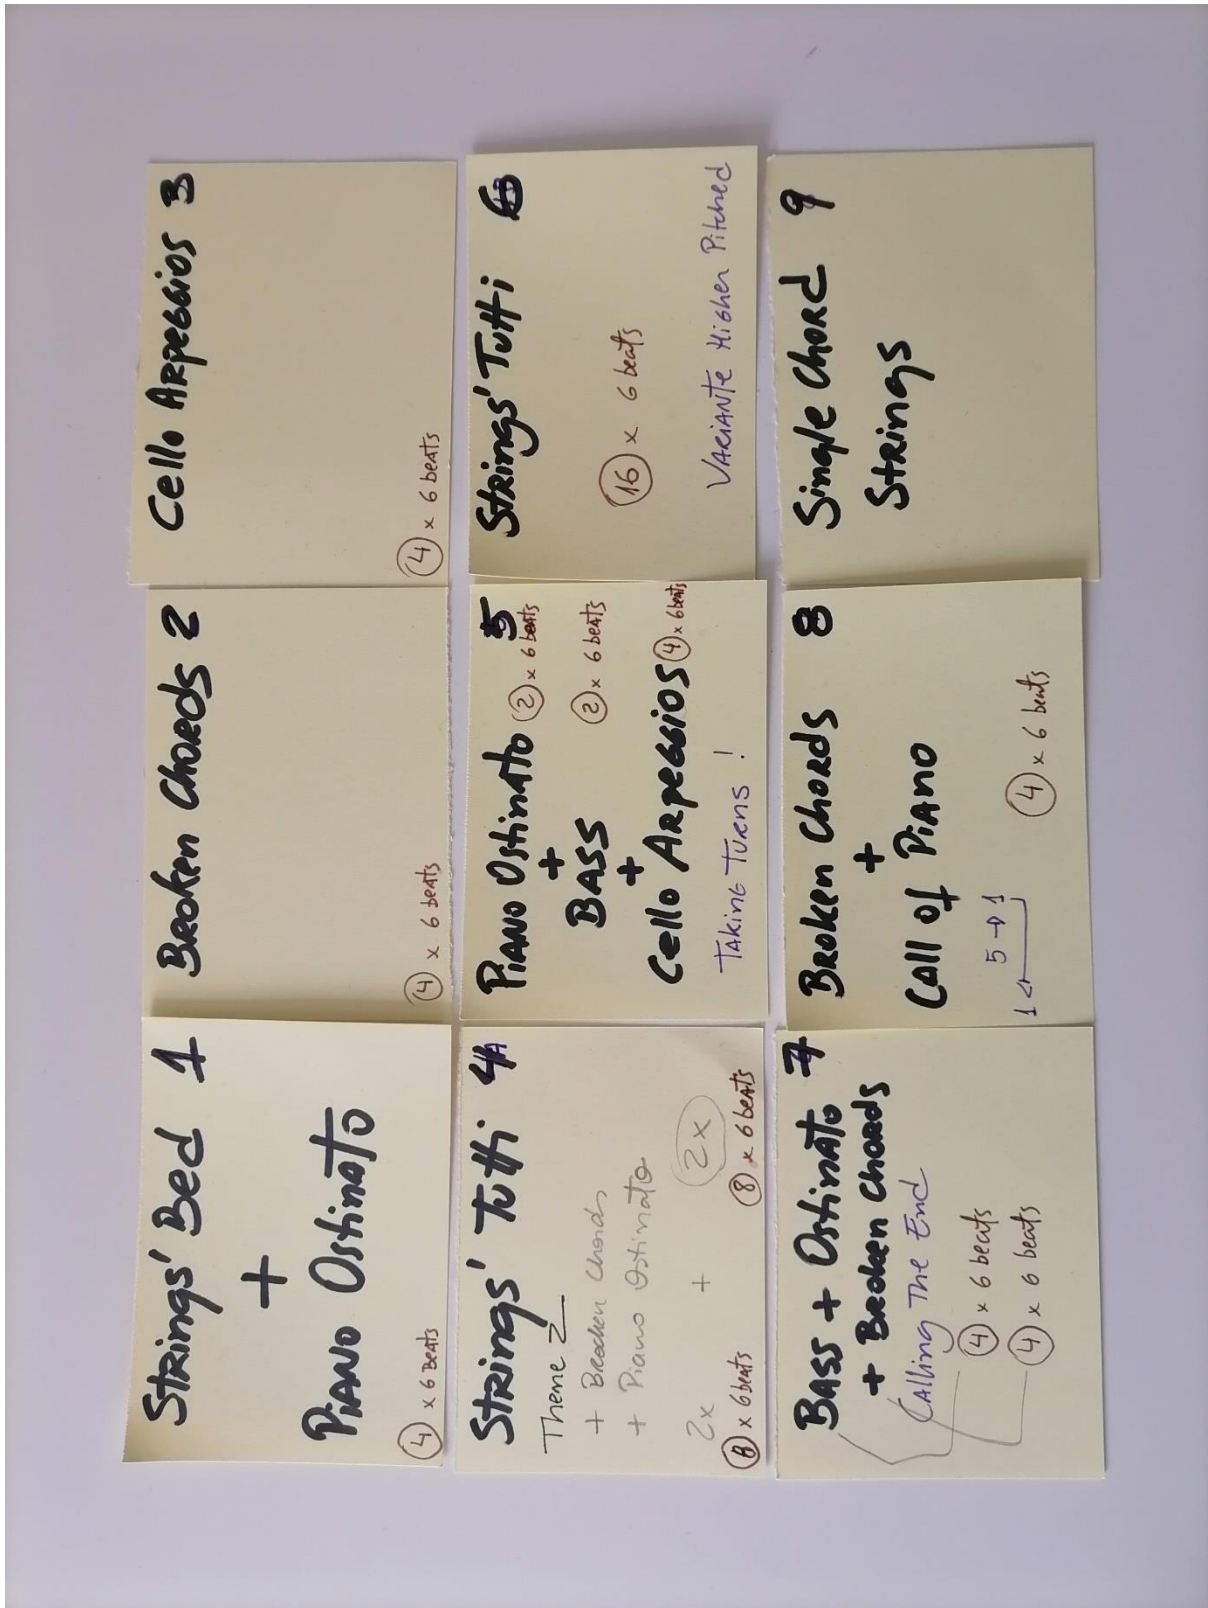 Strings' Bed 1
+
Piano Ostinato
4 x 6 Beats
Broken Chords 2
4 x 6 beats
Cello Arpeggios 3
4 x 6 beats
Strings' Tutti 4A
Theme 2
+ Brocken Chords
+ Piano Ostinato
2x + 2x
8 x 6 beats 8 x 6 beats
Piano Ostinato 5
2 x 6 beats
+
Bass 2 x 6 beats
+
Cello Arpeggios 4 x 6 beats
Taking Turns !
Strings' Tutti
16 x 6 beats
Variante Higher Pitched
Bass + Ostinato 7
+ Broken Chords
Calling The End
4 x 6 beats
4 x 6 beats
Broken Chords 8
+
Call of Piano
1 ← 5 → 1
4 x 6 beats
Single Chord 9
Strings